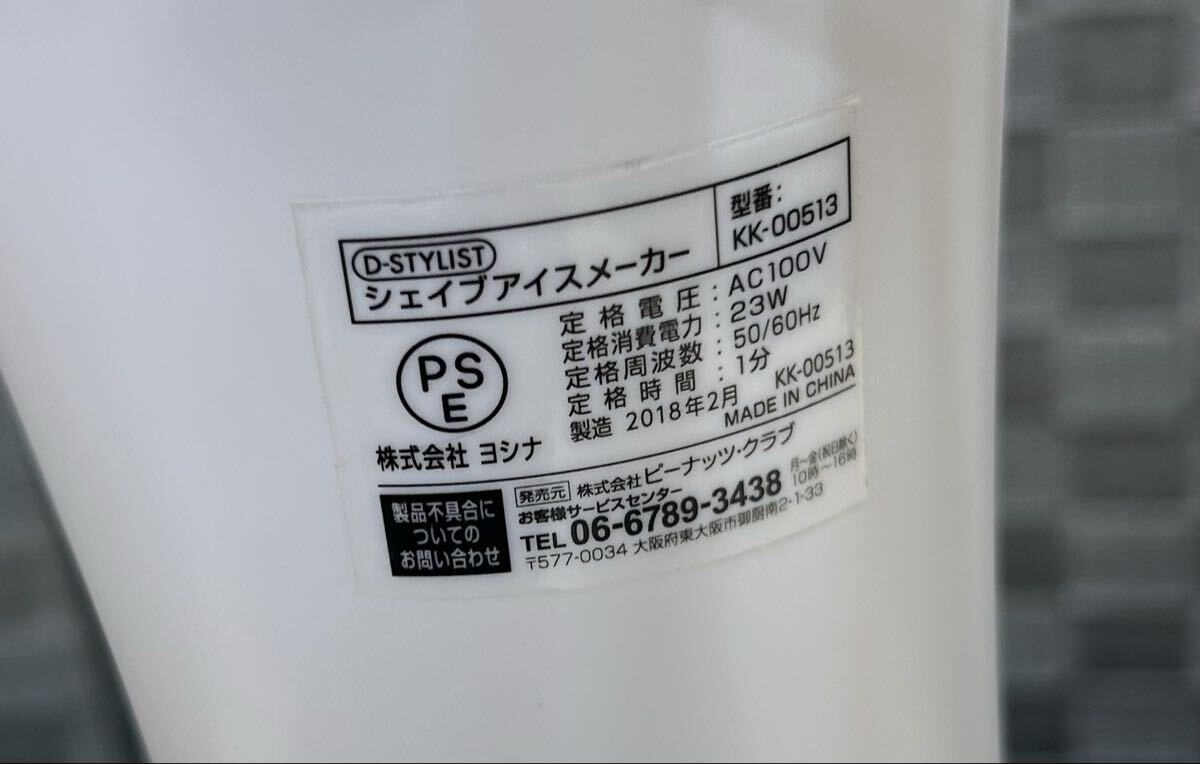 D-STYLIST
シェイブアイスメーカー
型番:
KK-00513
定格電圧:AC100V
定格消費電力:23W
定格周波数:50/60Hz
定格時間:1分
製造 2018年2月
KK-00513
MADE IN CHINA
PSE
株式会社 ヨシナ
製品不具合に
ついての
お問い合わせ
発売元 株式会社ピーナッツ・クラブ
お客様サービスセンター
TEL 06-6789-3438
月~金(祝日除く)
10時~16時
〒577-0034 大阪府東大阪市御厨南2-1-33